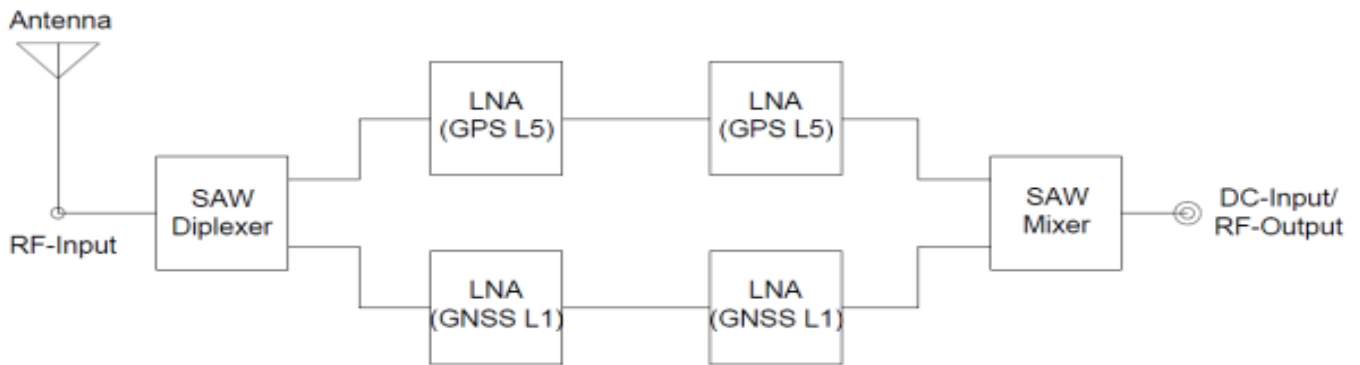 Antenna
RF-Input
SAW
Diplexer
LNA
(GPS L5)
LNA
(GPS L5)
LNA
(GNSS L1)
LNA
(GNSS L1)
SAW
Mixer
DC-Input/
RF-Output